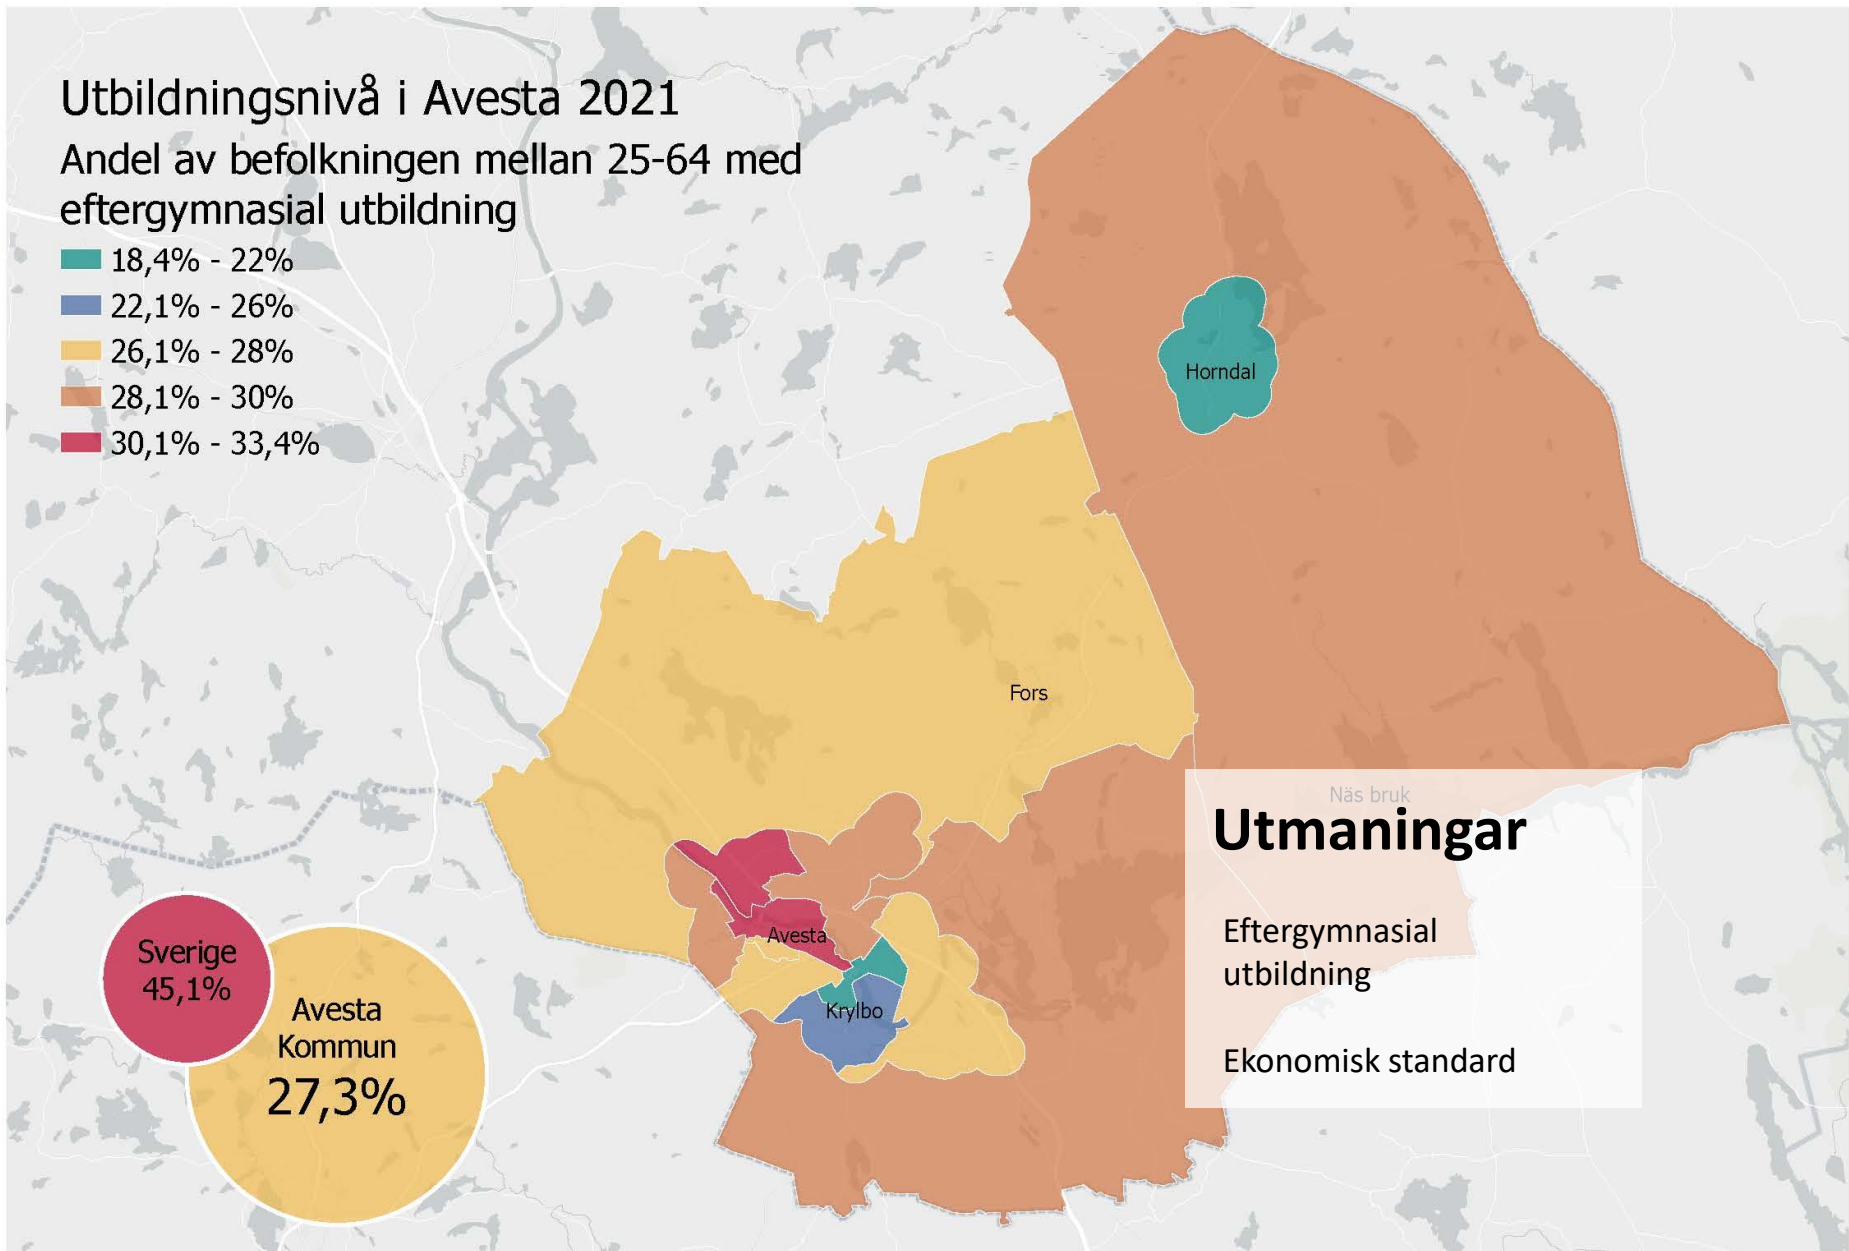 Utbildningsnivå i Avesta 2021
Andel av befolkningen mellan 25-64 med
eftergymnasial utbildning
18,4% - 22%
22,1% - 26%
26,1% - 28%
28,1% - 30%
30,1% - 33,4%
Horndal
Fors
Avesta
Krylbo
Näs bruk
Utmaningar
Eftergymnasial
utbildning
Ekonomisk standard
Sverige
45,1%
Avesta
Kommun
27,3%